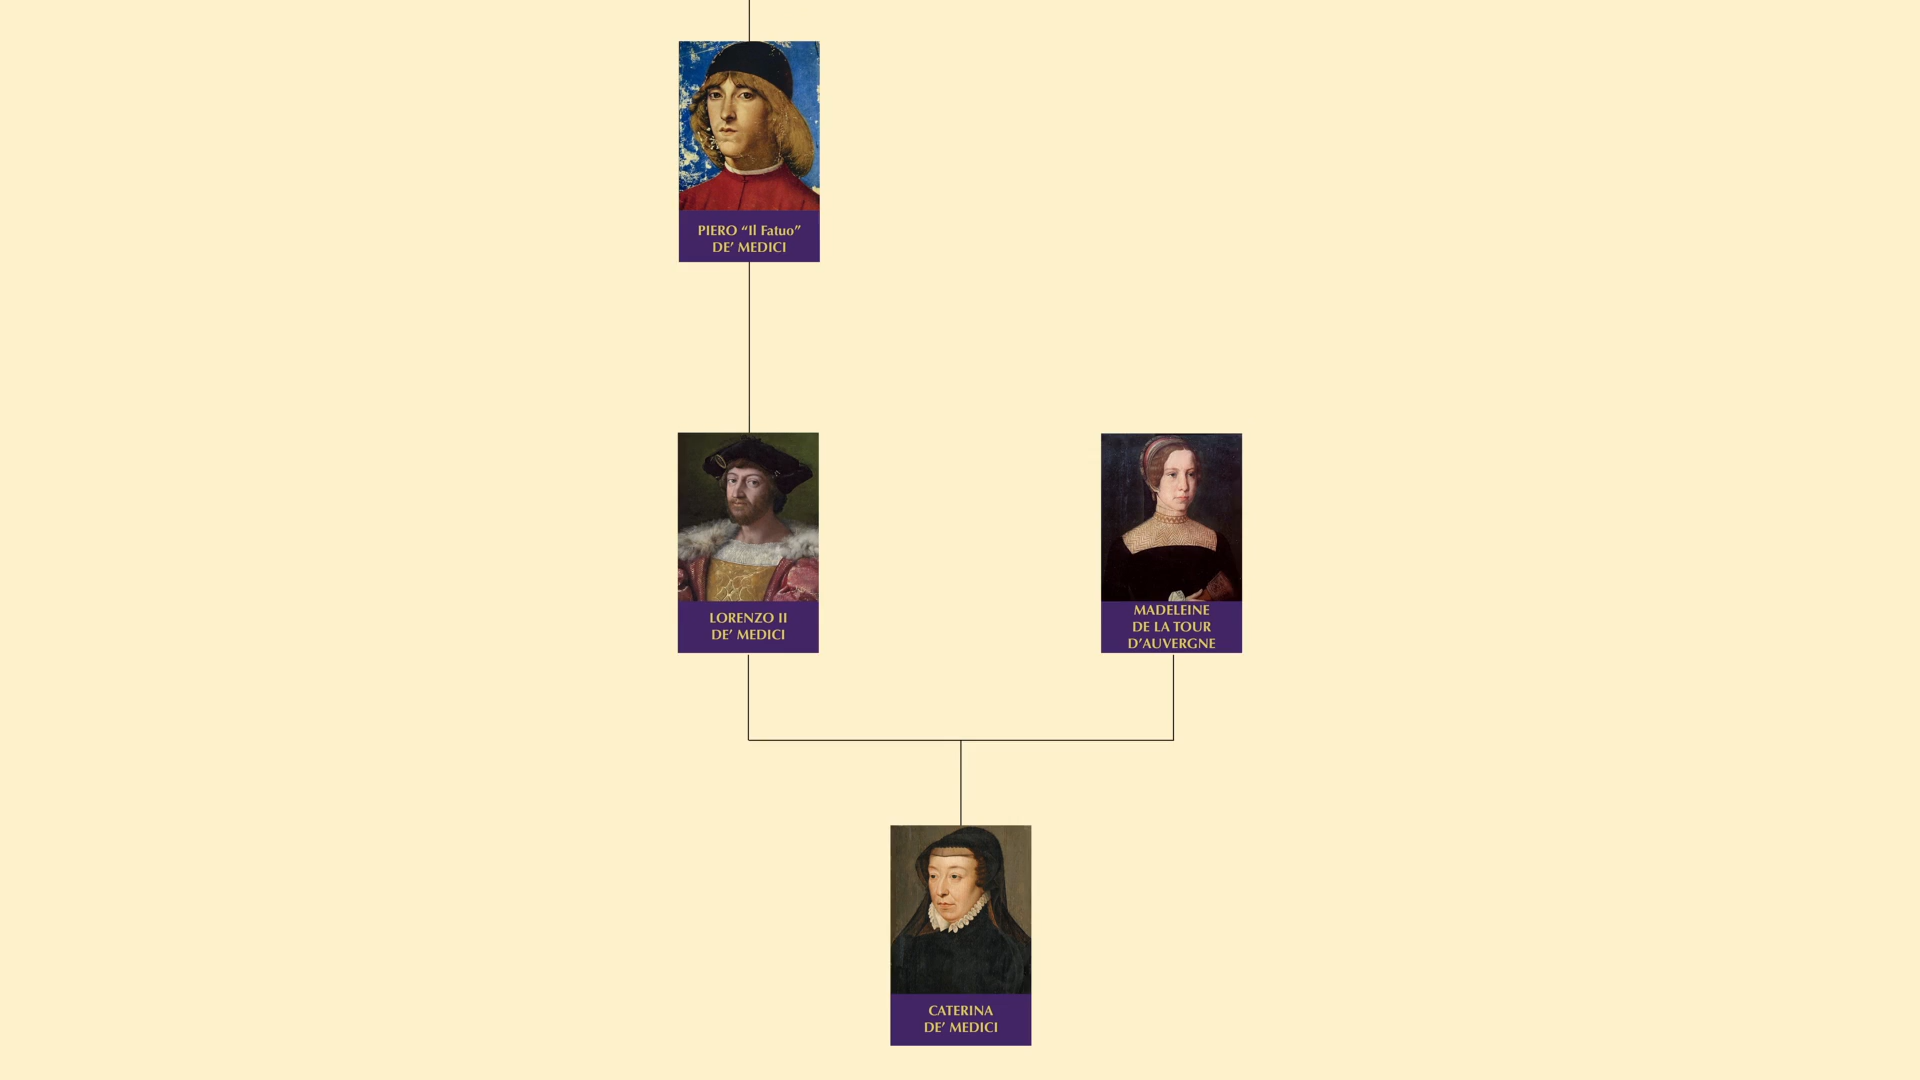 PIERO “Il Fatuo”
DE’ MEDICI
LORENZO II
DE’ MEDICI
MADELEINE
DE LA TOUR
D’AUVERGNE
CATERINA
DE’ MEDICI